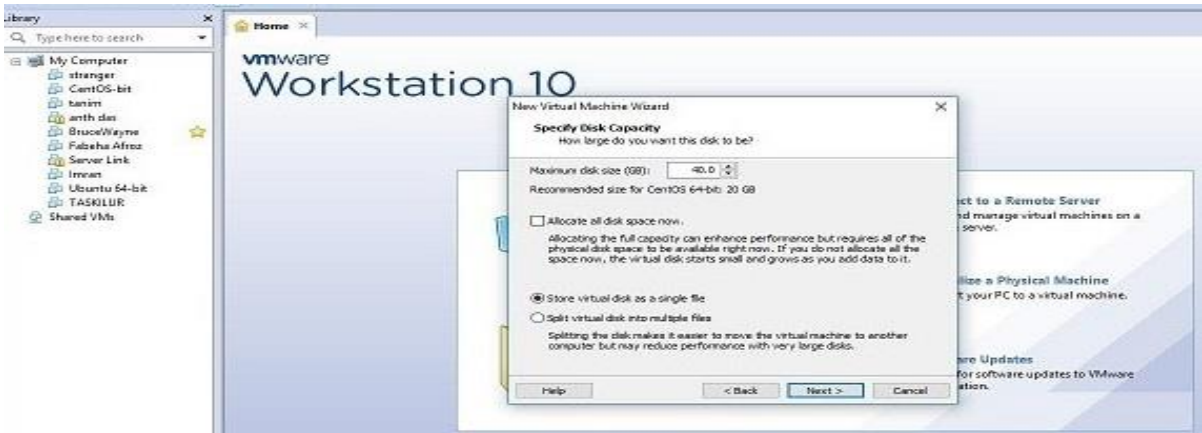 Library
Type here to search
My Computer
stranger
CentOS-bit
tanim
anth das
BruceWayne
Fabeha Afroz
Server Link
Imran
Ubuntu 64-bit
TASKILUR
Shared VMs
Home
vmware
Workstation 10
New Virtual Machine Wizard
Specify Disk Capacity
How large do you want this disk to be?
Maximum disk size (GB): 40.0
Recommended size for CentOS 64-bit: 20 GB
Allocate all disk space now.
Allocating the full capacity can enhance performance but requires all of the
physical disk space to be available right now. If you do not allocate all the
space now, the virtual disk starts small and grows as you add data to it.
Store virtual disk as a single file
Split virtual disk into multiple files
Splitting the disk makes it easier to move the virtual machine to another
computer but may reduce performance with very large disks.
Help
< Back
Next >
Cancel
ect to a Remote Server
nd manage virtual machines on a
server.
lize a Physical Machine
t your PC to a virtual machine.
are Updates
for software updates to VMware
ation.